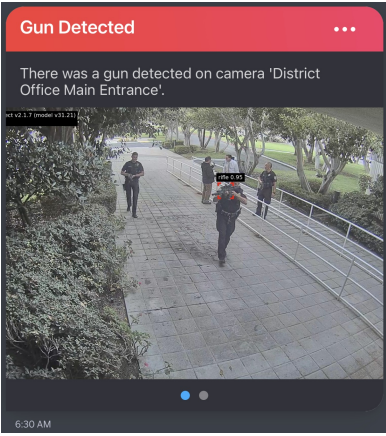 Gun Detected
There was a gun detected on camera 'District
Office Main Entrance'.
ect v2.1.7 (model v31.21)
rifle 0.95
6:30 AM